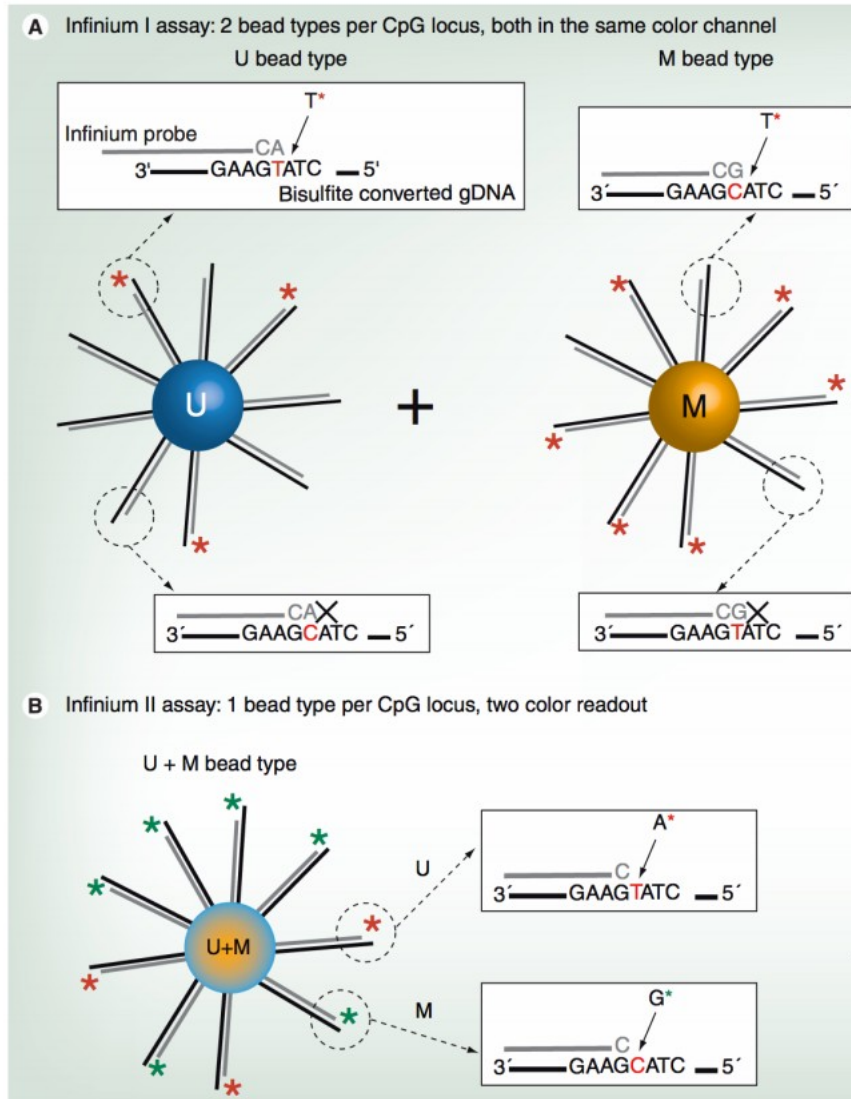 A Infinium I assay: 2 bead types per CpG locus, both in the same color channel
U bead type
M bead type
T*
Infinium probe
CA
3' GAAGTATC 5'
Bisulfite converted gDNA
T*
CG
3´ GAAGCATC 5´
* *
U
*
+
* *
*
M
*
* *
CA
3´ GAAGCATC 5´
CG
3´ GAAGTATC 5´
B Infinium II assay: 1 bead type per CpG locus, two color readout
U + M bead type
* * * *
* *
U+M
* * * *
U
A*
C
3´ GAAGTATC 5´
M
G*
C
3´ GAAGCATC 5´